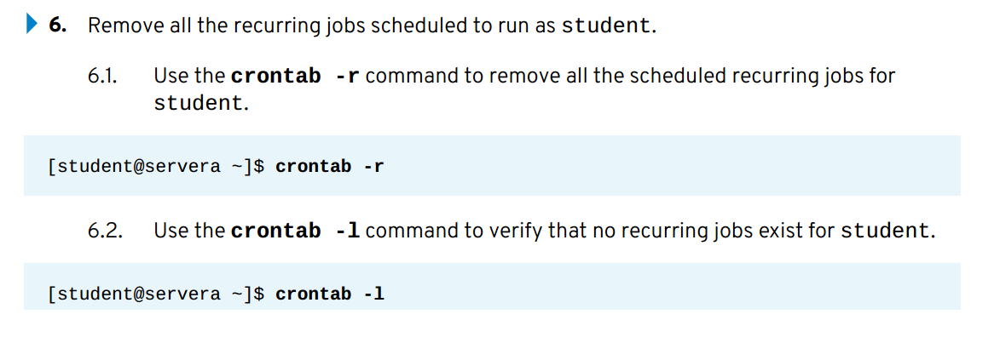 6. Remove all the recurring jobs scheduled to run as student.
6.1. Use the crontab -r command to remove all the scheduled recurring jobs for
student.
[student@servera ~]$ crontab -r
6.2. Use the crontab -l command to verify that no recurring jobs exist for student.
[student@servera ~]$ crontab -l